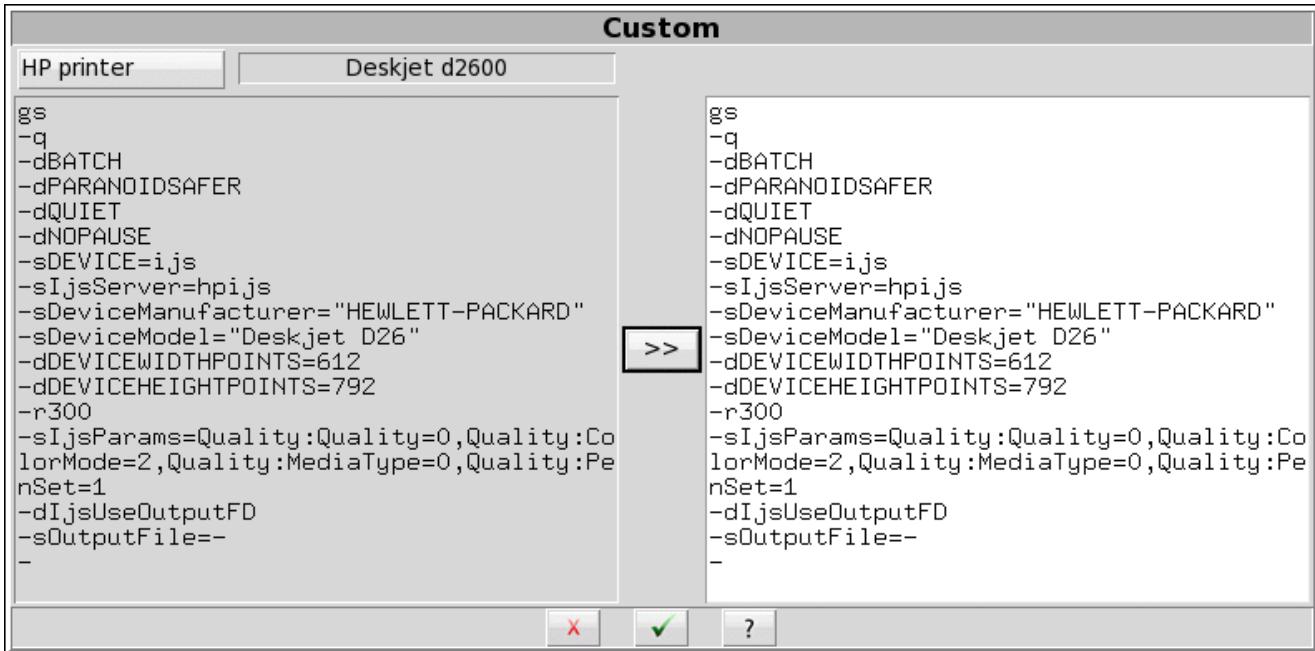 Custom
HP printer
Deskjet d2600
gs
-q
-dBATCH
-dPARANOIDSAFER
-dQUIET
-dNOPAUSE
-sDEVICE=ijs
-sIjsServer=hpijs
-sDeviceManufacturer="HEWLETT-PACKARD"
-sDeviceModel="Deskjet D26"
-dDEVICEWIDTHPOINTS=612
-dDEVICEHEIGHTPOINTS=792
-r300
-sIjsParams=Quality:Quality=0,Quality:Co
lorMode=2,Quality:MediaType=0,Quality:Pe
nSet=1
-dIjsUseOutputFD
-sOutputFile=-
-
>>
gs
-q
-dBATCH
-dPARANOIDSAFER
-dQUIET
-dNOPAUSE
-sDEVICE=ijs
-sIjsServer=hpijs
-sDeviceManufacturer="HEWLETT-PACKARD"
-sDeviceModel="Deskjet D26"
-dDEVICEWIDTHPOINTS=612
-dDEVICEHEIGHTPOINTS=792
-r300
-sIjsParams=Quality:Quality=0,Quality:Co
lorMode=2,Quality:MediaType=0,Quality:Pe
nSet=1
-dIjsUseOutputFD
-sOutputFile=-
-
X
?